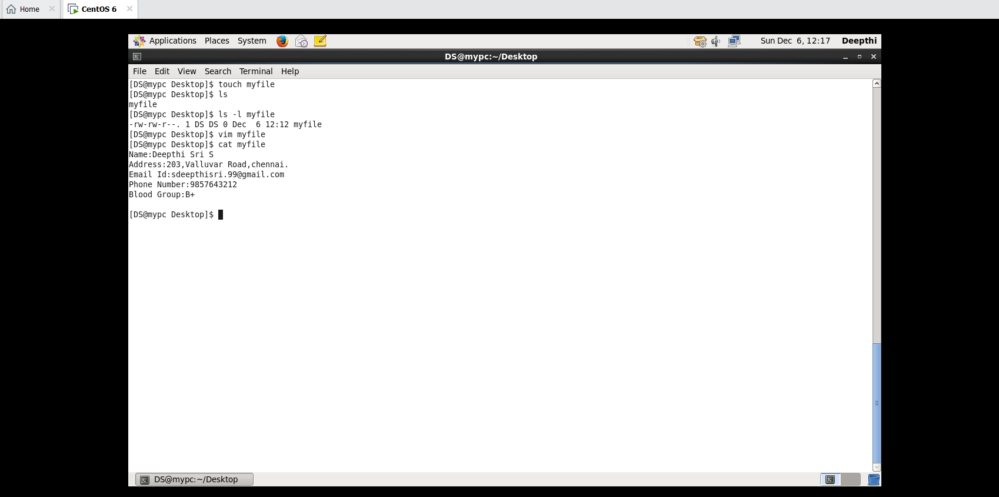 Home
CentOS 6
Applications Places System
Sun Dec 6, 12:17 Deepthi
DS@mypc:~/Desktop
File Edit View Search Terminal Help
[DS@mypc Desktop]$ touch myfile
[DS@mypc Desktop]$ ls
myfile
[DS@mypc Desktop]$ ls -l myfile
-rw-rw-r--. 1 DS DS 0 Dec  6 12:12 myfile
[DS@mypc Desktop]$ vim myfile
[DS@mypc Desktop]$ cat myfile
Name:Deepthi Sri S
Address:203,Valluvar Road,chennai.
Email Id:sdeepthisri.99@gmail.com
Phone Number:9857643212
Blood Group:B+
[DS@mypc Desktop]$
DS@mypc:~/Desktop